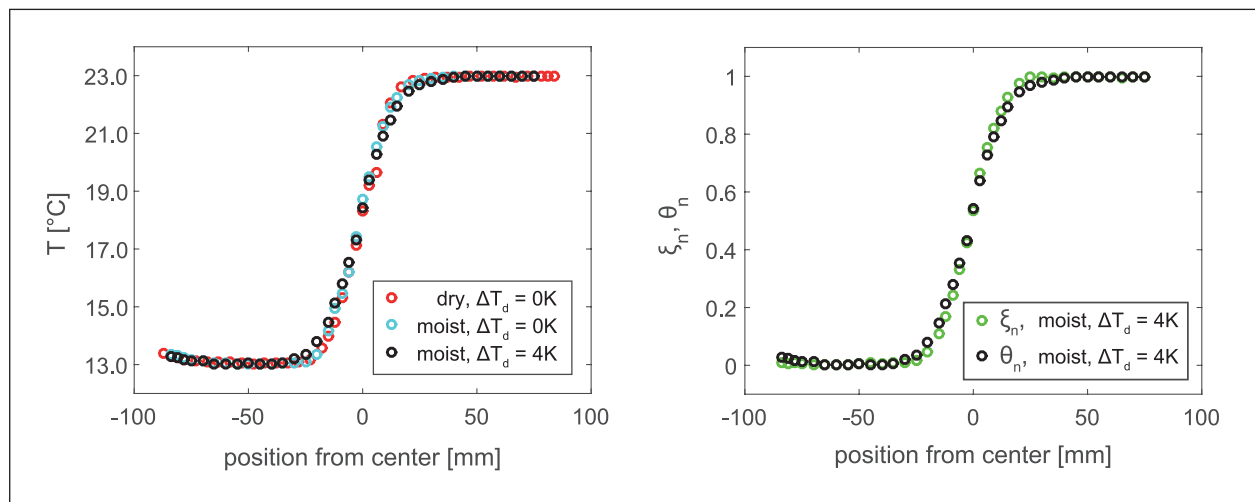 T [°C]
23.0
21.0
19.0
17.0
15.0
13.0
-100
-50
0
50
100
position from center [mm]
dry, ΔT_d = 0K
moist, ΔT_d = 0K
moist, ΔT_d = 4K
ξ_n, θ_n
1
0.8
0.6
0.4
0.2
0
-100
-50
0
50
100
position from center [mm]
ξ_n, moist, ΔT_d = 4K
θ_n, moist, ΔT_d = 4K